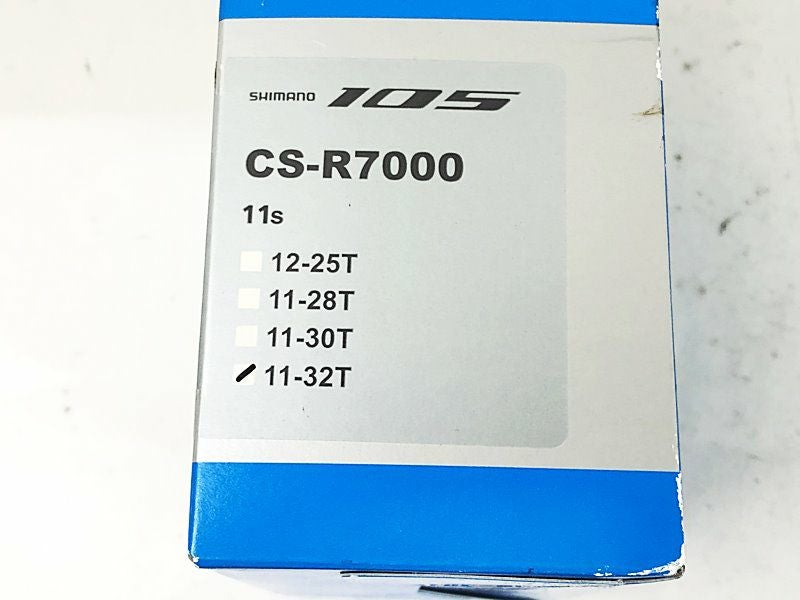 SHIMANO 105
CS-R7000
11s
12-25T
11-28T
11-30T
11-32T